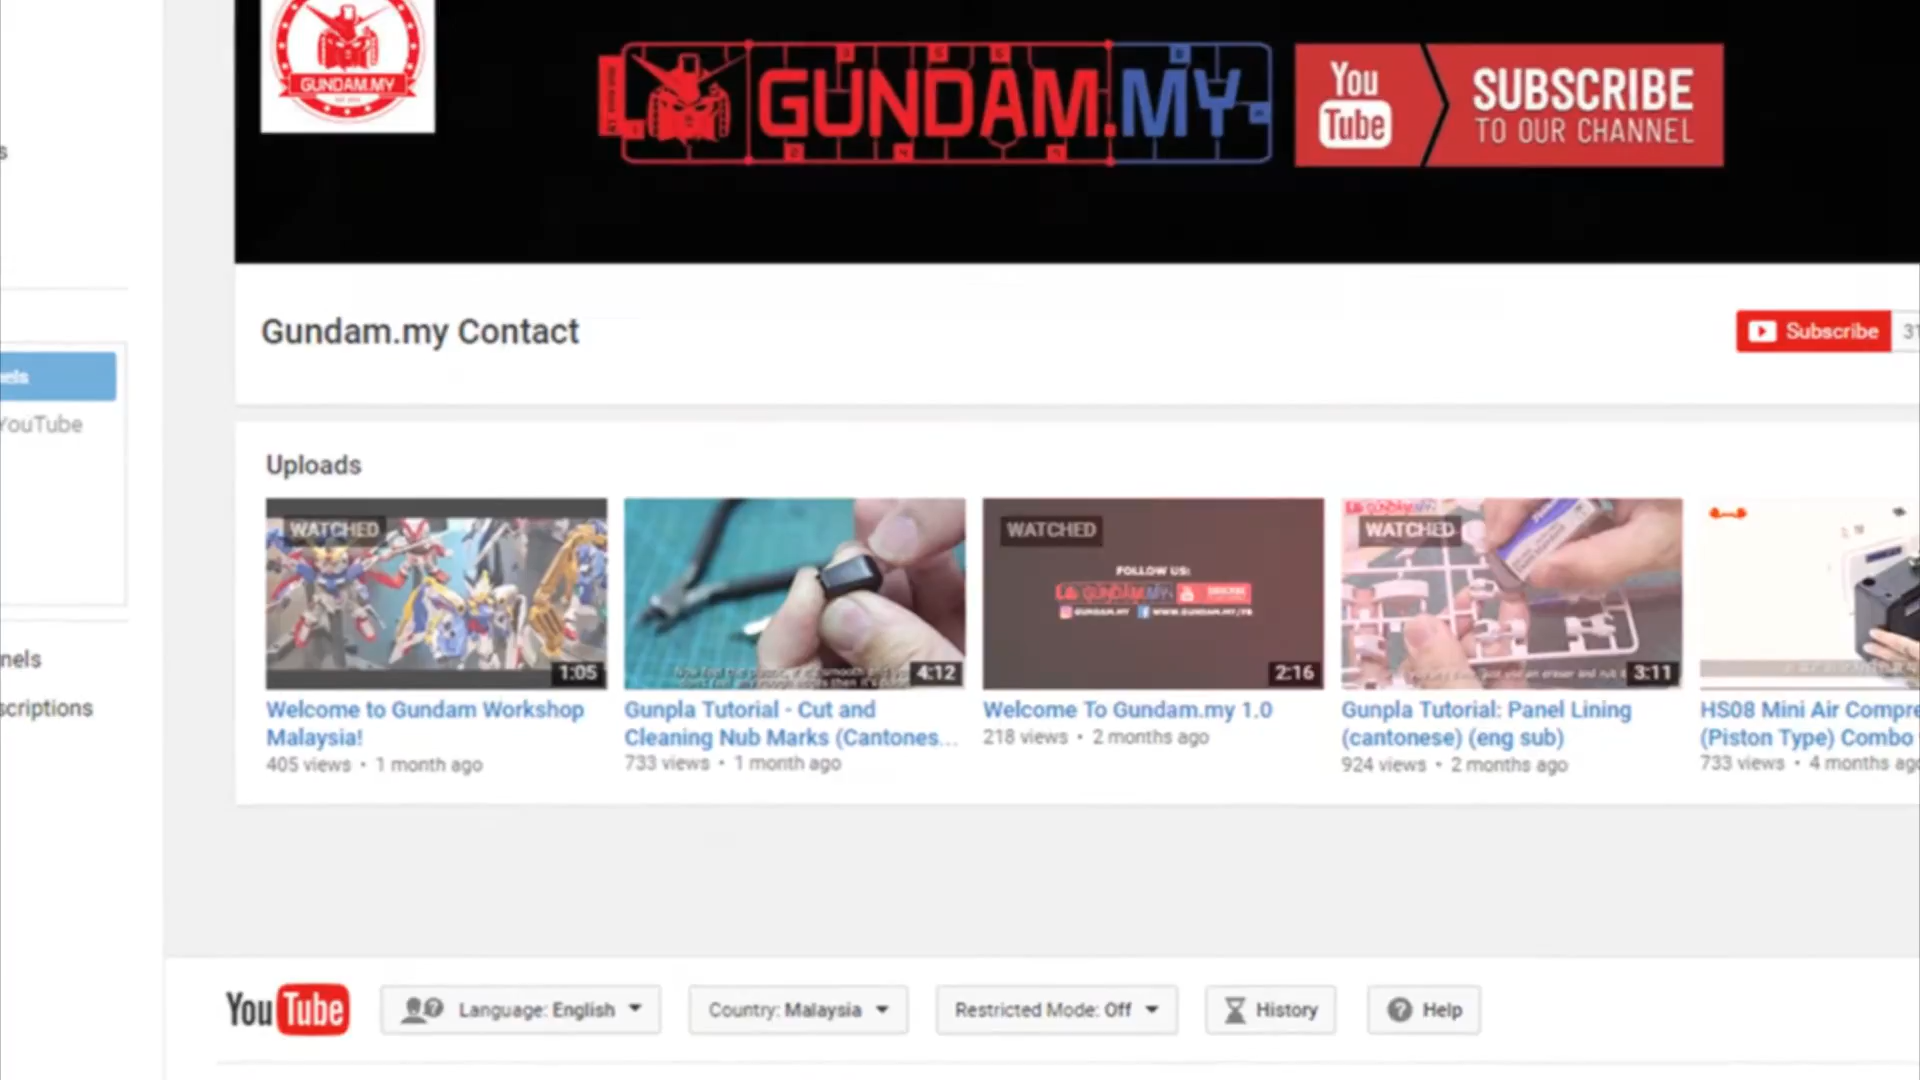 GUNDAM.MY
GUNDAM.MY
You
Tube
SUBSCRIBE
TO OUR CHANNEL
Gundam.my Contact
Subscribe
YouTube
Uploads
WATCHED
1:05
4:12
WATCHED
FOLLOW US:
GUNDAM.MY
2:16
WATCHED
3:11
Welcome to Gundam Workshop
Malaysia!
405 views • 1 month ago
Gunpla Tutorial - Cut and
Cleaning Nub Marks (Cantones...
733 views • 1 month ago
Welcome To Gundam.my 1.0
218 views • 2 months ago
Gunpla Tutorial: Panel Lining
(cantonese) (eng sub)
924 views • 2 months ago
HS08 Mini Air Compre
(Piston Type) Combo
733 views • 4 months ago
nels
scriptions
YouTube
Language: English
Country: Malaysia
Restricted Mode: Off
History
Help